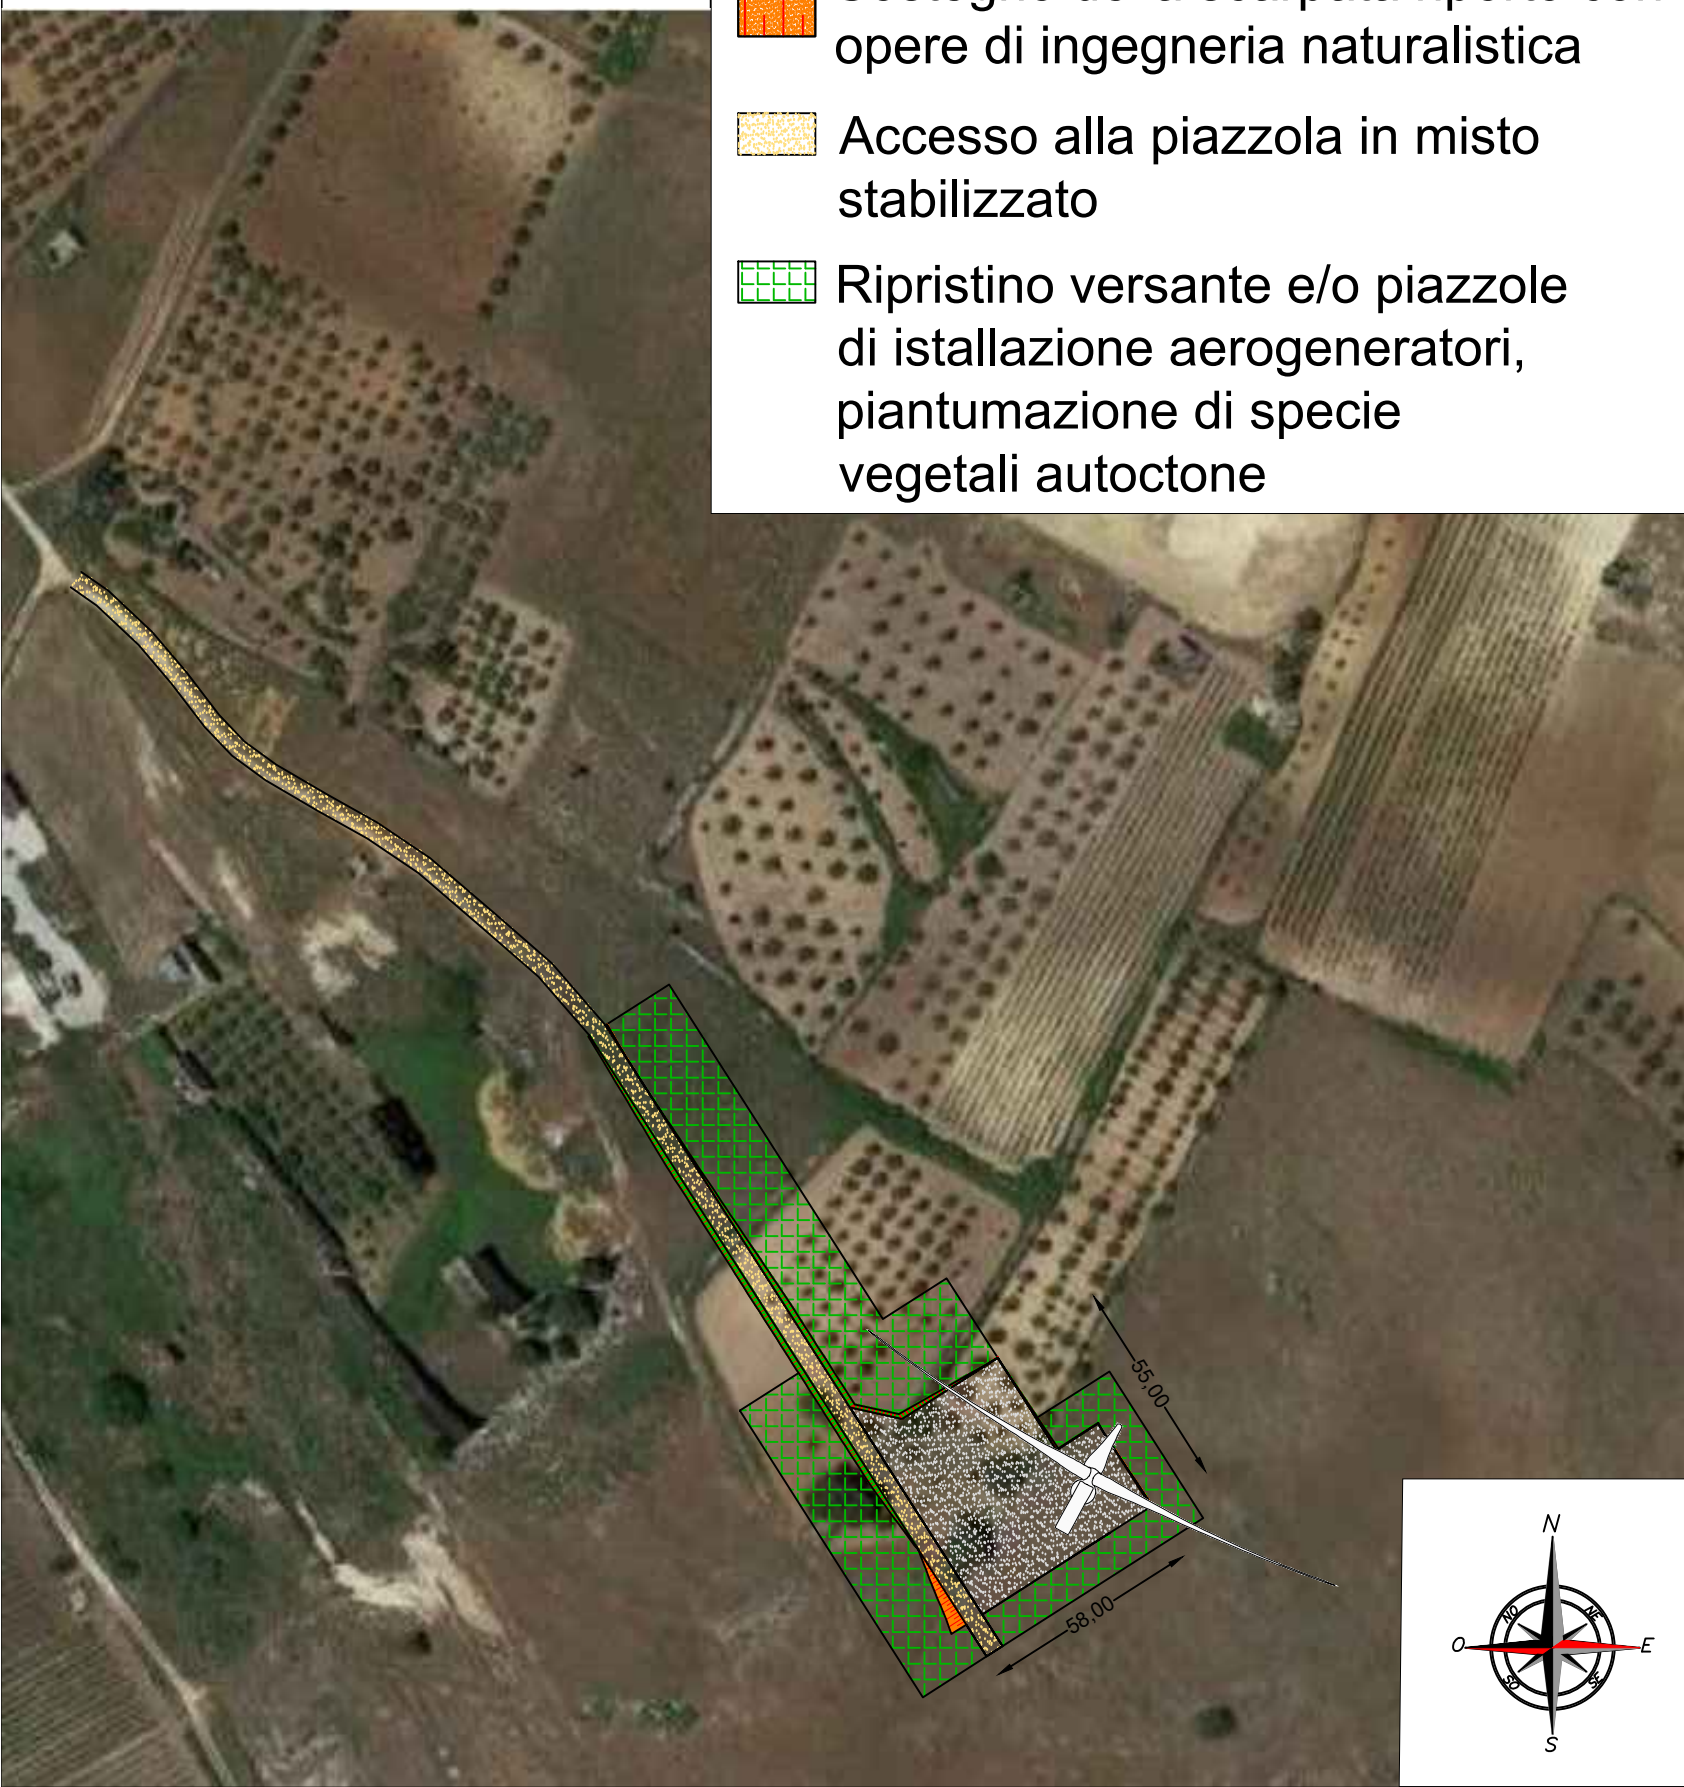 opere di ingegneria naturalistica
Accesso alla piazzola in misto
stabilizzato
Ripristino versante e/o piazzole
di istallazione aerogeneratori,
piantumazione di specie
vegetali autoctone
55,00
58,00
N
NO
NE
O
E
SO
SE
S